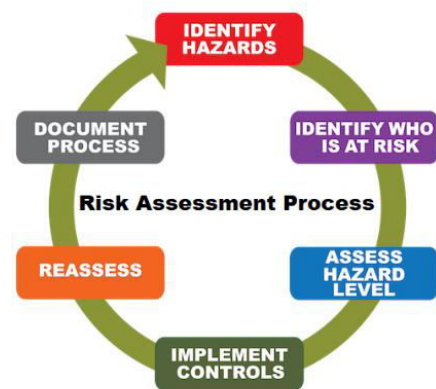 IDENTIFY
HAZARDS
IDENTIFY WHO
IS AT RISK
ASSESS
HAZARD
LEVEL
IMPLEMENT
CONTROLS
REASSESS
DOCUMENT
PROCESS
Risk Assessment Process